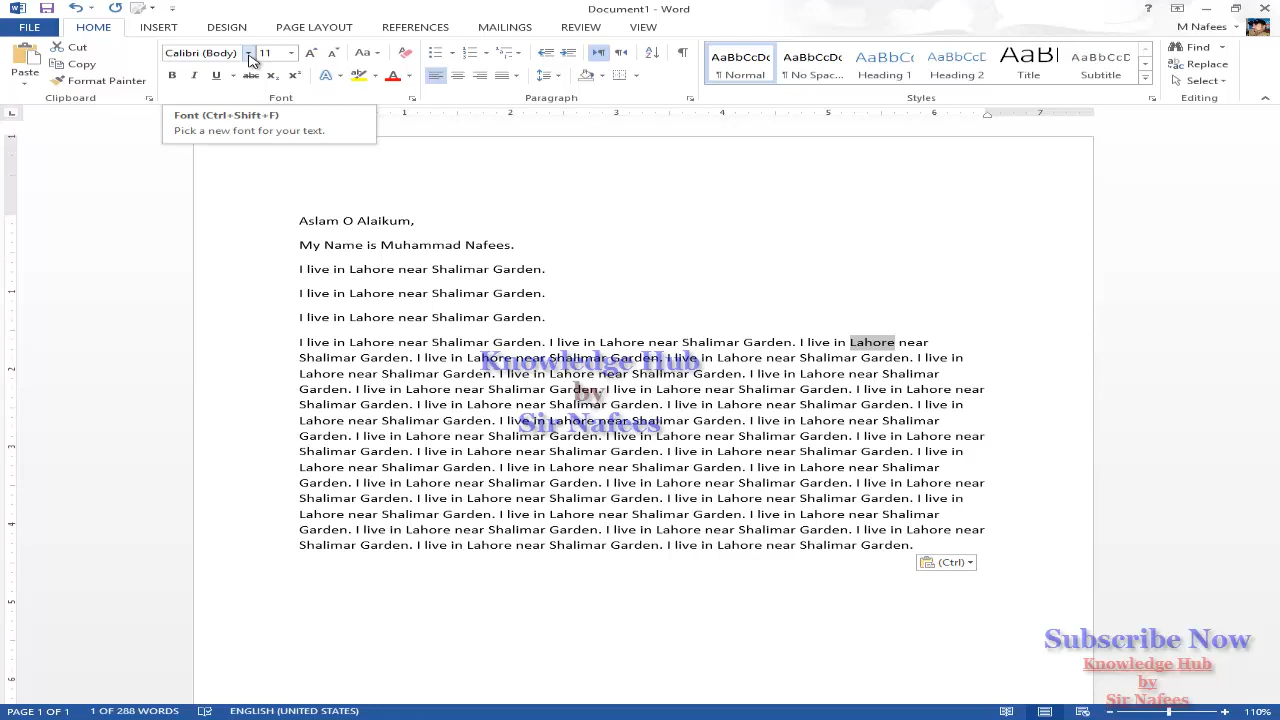 Document1 - Word
FILE HOME INSERT DESIGN PAGE LAYOUT REFERENCES MAILINGS REVIEW VIEW M Nafees
Paste Cut Copy Format Painter
Clipboard
Calibri (Body) 11
Font
Paragraph
AaBbCcDc AaBbCcDc AaBbCc AaBbCcD AaBI AaBbCcD
¶ Normal ¶ No Spac... Heading 1 Heading 2 Title Subtitle
Styles
Find
Replace
Select
Editing
Font (Ctrl+Shift+F)
Pick a new font for your text.
1 2 3 4 5 6 7
Aslam O Alaikum,
My Name is Muhammad Nafees.
I live in Lahore near Shalimar Garden.
I live in Lahore near Shalimar Garden.
I live in Lahore near Shalimar Garden.
I live in Lahore near Shalimar Garden. I live in Lahore near Shalimar Garden. I live in Lahore near
Shalimar Garden. I live in Lahore near Shalimar Garden. I live in Lahore near Shalimar Garden. I live in
Lahore near Shalimar Garden. I live in Lahore near Shalimar Garden. I live in Lahore near Shalimar
Garden. I live in Lahore near Shalimar Garden. I live in Lahore near Shalimar Garden. I live in Lahore near
Shalimar Garden. I live in Lahore near Shalimar Garden. I live in Lahore near Shalimar Garden. I live in
Lahore near Shalimar Garden. I live in Lahore near Shalimar Garden. I live in Lahore near Shalimar
Garden. I live in Lahore near Shalimar Garden. I live in Lahore near Shalimar Garden. I live in Lahore near
Shalimar Garden. I live in Lahore near Shalimar Garden. I live in Lahore near Shalimar Garden. I live in
Lahore near Shalimar Garden. I live in Lahore near Shalimar Garden. I live in Lahore near Shalimar
Garden. I live in Lahore near Shalimar Garden. I live in Lahore near Shalimar Garden. I live in Lahore near
Shalimar Garden. I live in Lahore near Shalimar Garden. I live in Lahore near Shalimar Garden. I live in
Lahore near Shalimar Garden. I live in Lahore near Shalimar Garden. I live in Lahore near Shalimar
Garden. I live in Lahore near Shalimar Garden. I live in Lahore near Shalimar Garden. I live in Lahore near
Shalimar Garden. I live in Lahore near Shalimar Garden. I live in Lahore near Shalimar Garden.
Knowledge Hub
by
Sir Nafees
(Ctrl)
Subscribe Now
Knowledge Hub
by
Sir Nafees
PAGE 1 OF 1 1 OF 288 WORDS ENGLISH (UNITED STATES) 110%